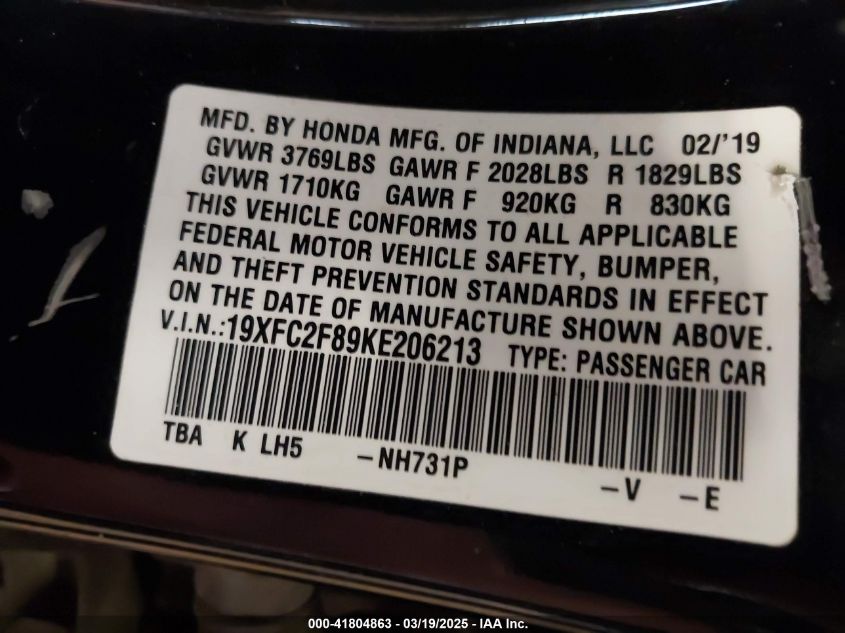 MFD. BY HONDA MFG. OF INDIANA, LLC 02/'19
GVWR 3769LBS GAWR F 2028LBS R 1829LBS
GVWR 1710KG GAWR F 920KG R 830KG
THIS VEHICLE CONFORMS TO ALL APPLICABLE
FEDERAL MOTOR VEHICLE SAFETY, BUMPER,
AND THEFT PREVENTION STANDARDS IN EFFECT
ON THE DATE OF MANUFACTURE SHOWN ABOVE.
V.I.N.:19XFC2F89KE206213 TYPE: PASSENGER CAR
TBA K LH5 -NH731P -V -E
000-41804863 - 03/19/2025 - IAA Inc.